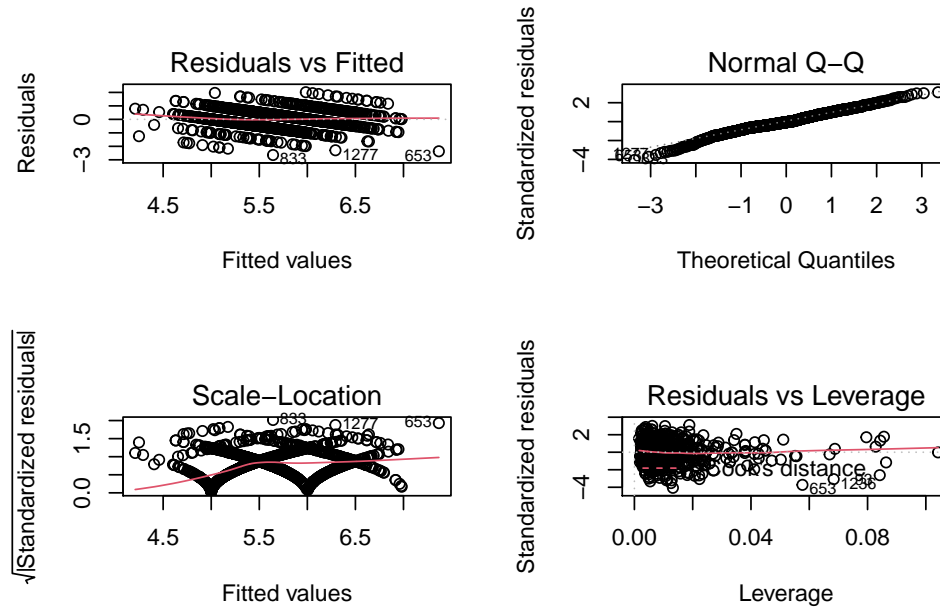 Residuals vs Fitted
Residuals
0
−3
833
1277
653
4.5 5.5 6.5
Fitted values
Normal Q−Q
Standardized residuals
2
−4
1277
−3 −1 0 1 2 3
Theoretical Quantiles
Scale−Location
√|Standardized residuals|
1.5
0.0
833
1277
653
4.5 5.5 6.5
Fitted values
Residuals vs Leverage
Standardized residuals
2
−4
Cook's distance
653
1236
0.00 0.04 0.08
Leverage